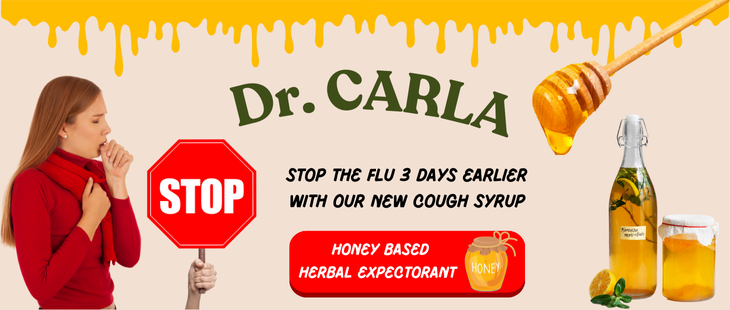 Dr. CARLA
STOP
STOP THE FLU 3 DAYS EARLIER
WITH OUR NEW COUGH SYRUP
HONEY BASED
HERBAL EXPECTORANT
HONEY